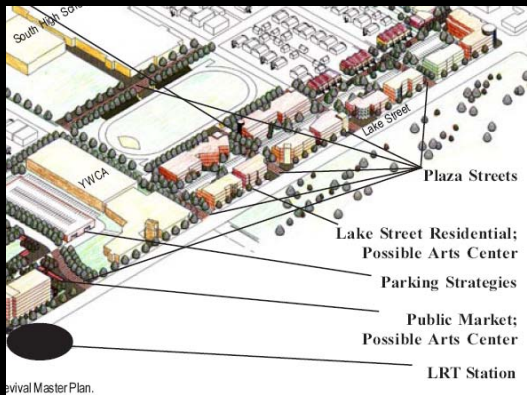 South High Scho
Lake Street
YWCA
Plaza Streets
Lake Street Residential;
Possible Arts Center
Parking Strategies
Public Market;
Possible Arts Center
LRT Station
evival Master Plan.